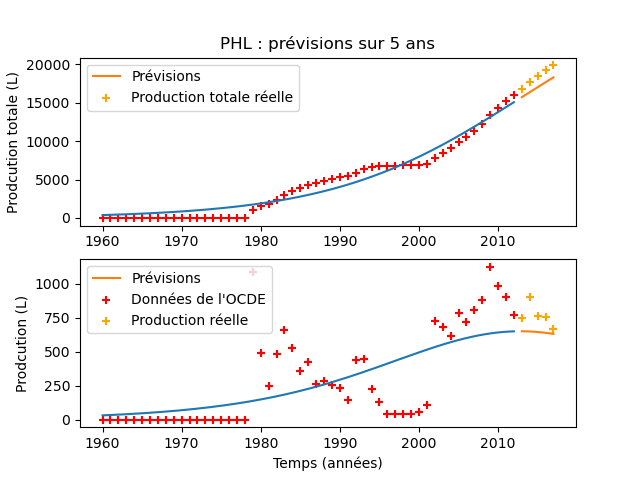 PHL : prévisions sur 5 ans
20000
15000
10000
5000
0
Prodcution totale (L)
Prévisions
Production totale réelle
1960 1970 1980 1990 2000 2010
1000
750
500
250
0
Prodcution (L)
Prévisions
Données de l'OCDE
Production réelle
1960 1970 1980 1990 2000 2010
Temps (années)